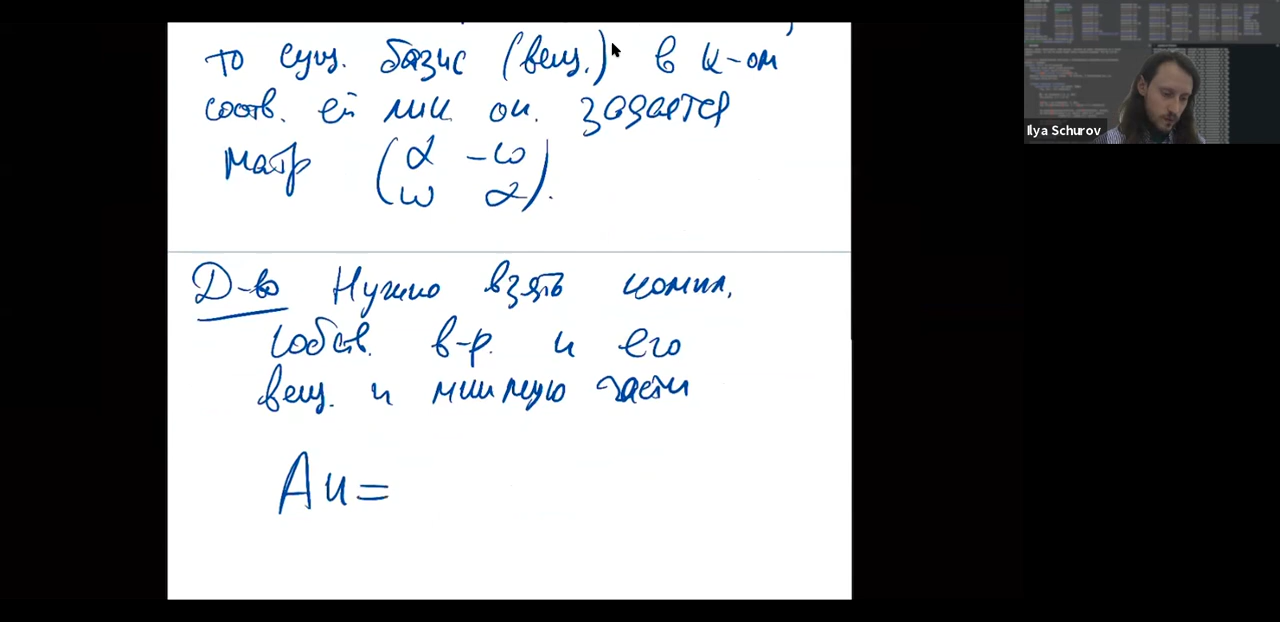 то сущ. базис (вещ.) в к-ом
соотв. ей лин. оп. задается
матр (α -ω
ω α).
Д-во Нужно взять компл.
собств. в-р. и его
вещ. и мнимую части
Au=
Ilya Schurov